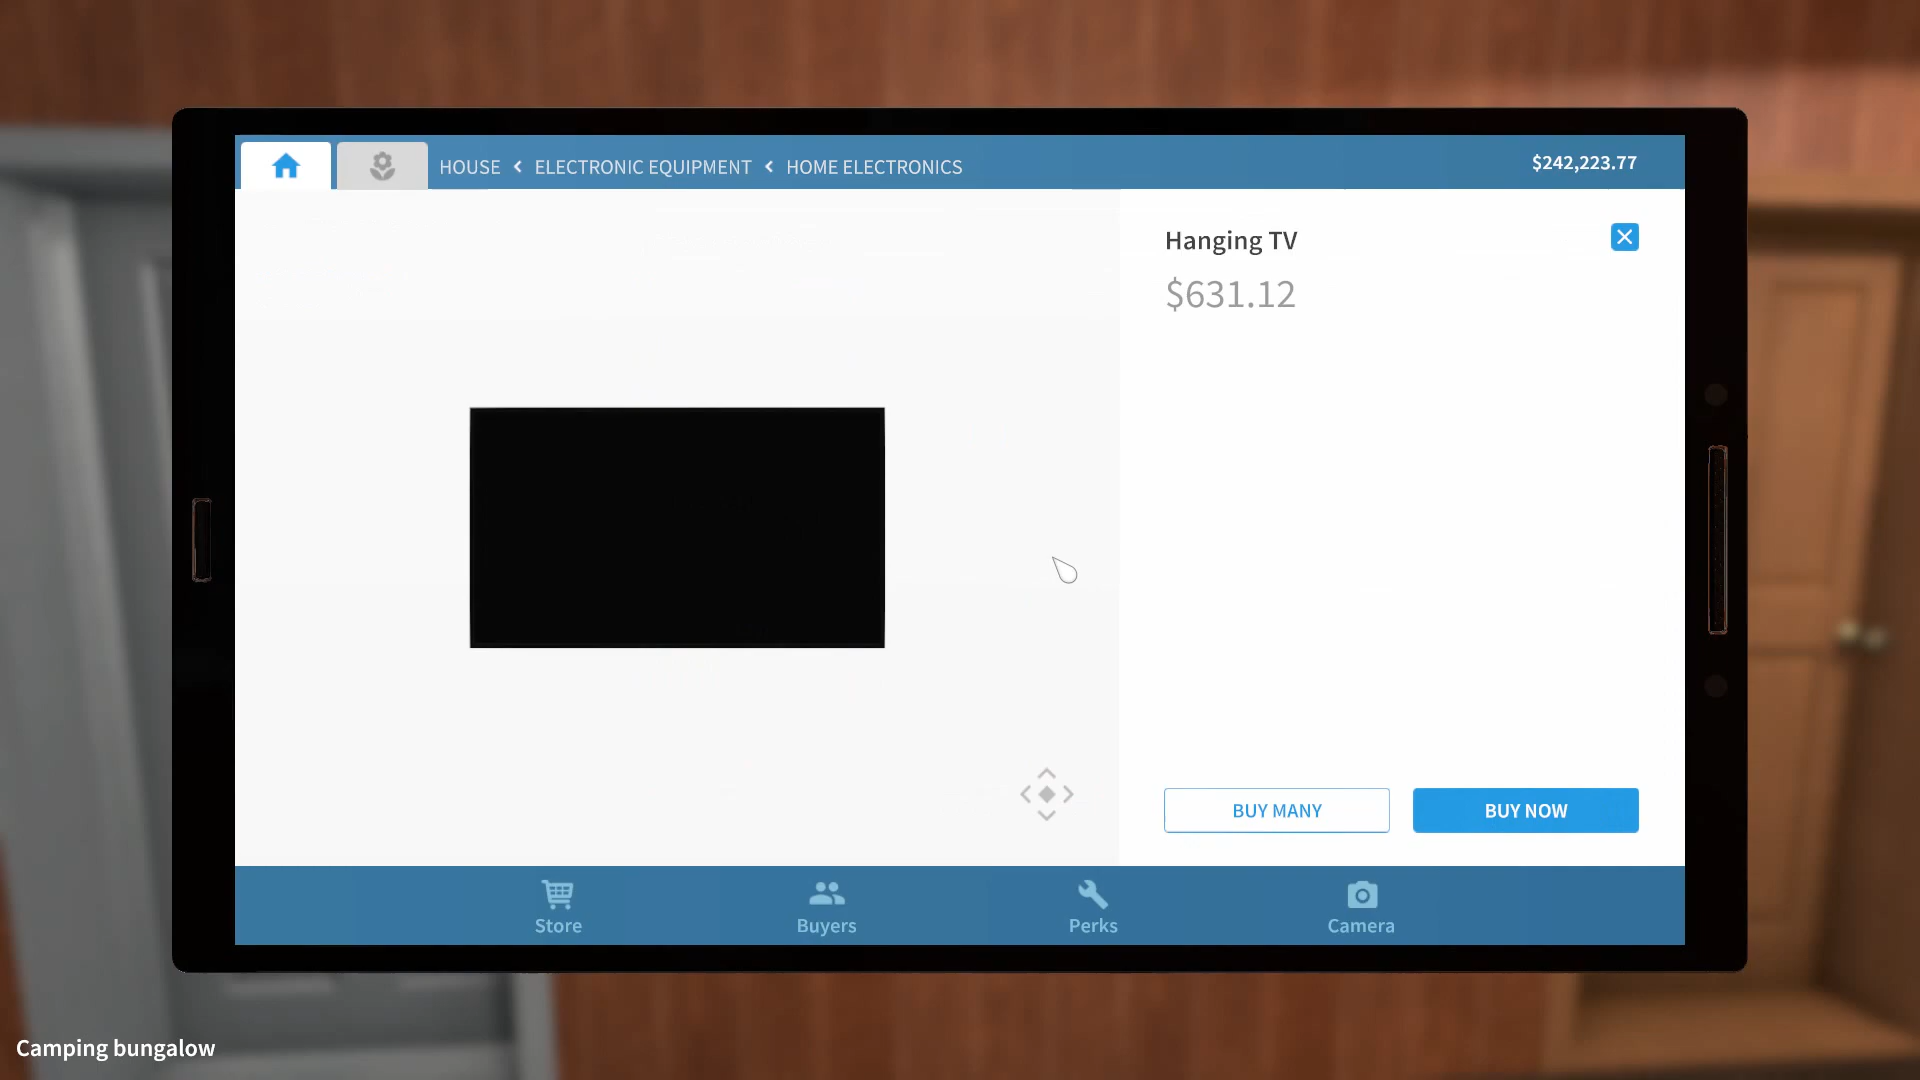 HOUSE ELECTRONIC EQUIPMENT HOME ELECTRONICS
$242,223.77
Hanging TV
$631.12
BUY MANY
BUY NOW
Store
Buyers
Perks
Camera
Camping bungalow